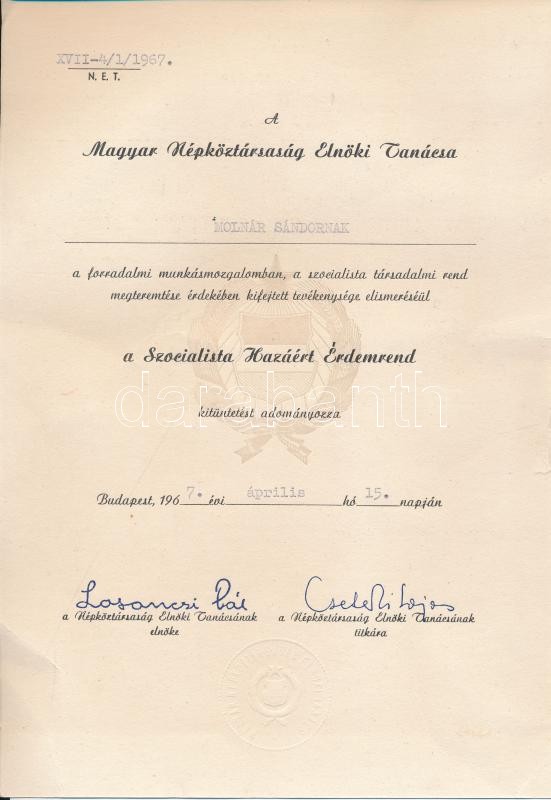 XVII-4/1/1967.
N. E. T.
A
Magyar Népköztársaság Elnöki Tanácsa
MOLNÁR SÁNDORNAK
a forradalmi munkásmozgalomban, a szocialista társadalmi rend
megteremtése érdekében kifejtett tevékenysége elismeréséül
a Szocialista Hazáért Érdemrend
darabanth
kitüntetést adományozza
Budapest, 1967. évi április hó 15. napján
Losonczi Pál Cseterki Lajos
a Népköztársaság Elnöki Tanácsának a Népköztársaság Elnöki Tanácsának
elnöke titkára